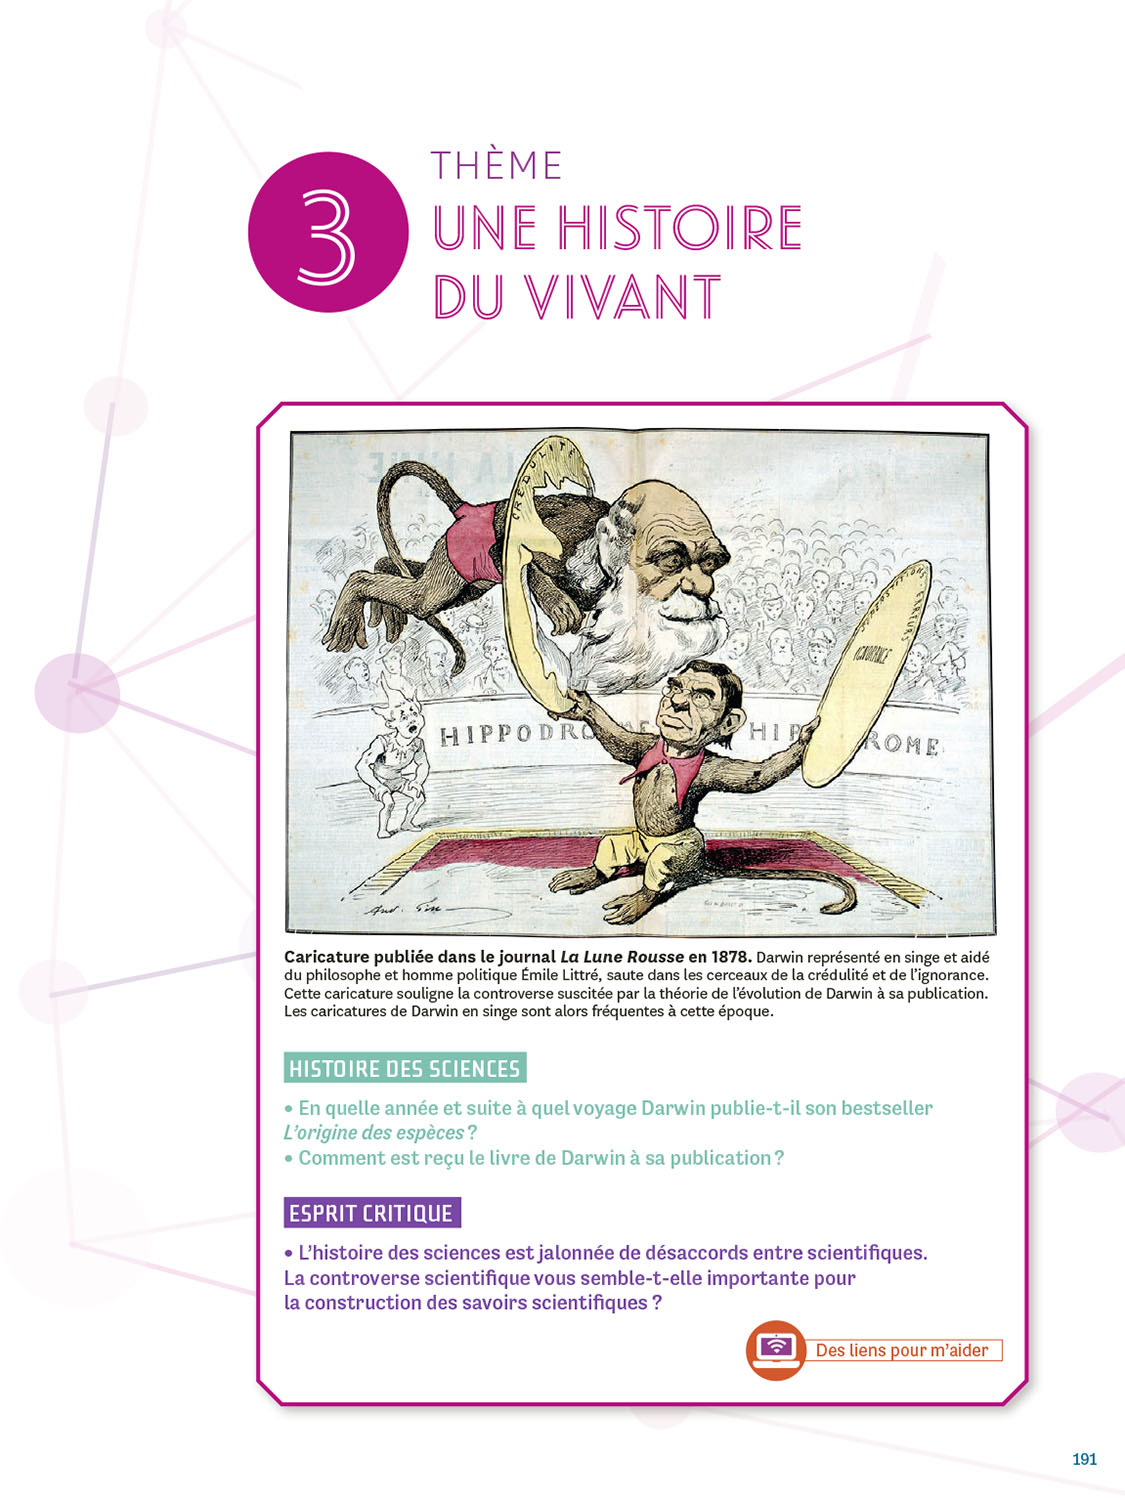 3
THÈME
UNE HISTOIRE
DU VIVANT
CRÉDULITÉ
SUPERSTITIONS ERREURS
IGNORANCE
HIPPODROME HIPPODROME
Caricature publiée dans le journal La Lune Rousse en 1878. Darwin représenté en singe et aidé
du philosophe et homme politique Émile Littré, saute dans les cerceaux de la crédulité et de l’ignorance.
Cette caricature souligne la controverse suscitée par la théorie de l’évolution de Darwin à sa publication.
Les caricatures de Darwin en singe sont alors fréquentes à cette époque.
HISTOIRE DES SCIENCES
• En quelle année et suite à quel voyage Darwin publie-t-il son bestseller
L’origine des espèces ?
• Comment est reçu le livre de Darwin à sa publication ?
ESPRIT CRITIQUE
• L’histoire des sciences est jalonnée de désaccords entre scientifiques.
La controverse scientifique vous semble-t-elle importante pour
la construction des savoirs scientifiques ?
Des liens pour m’aider
191